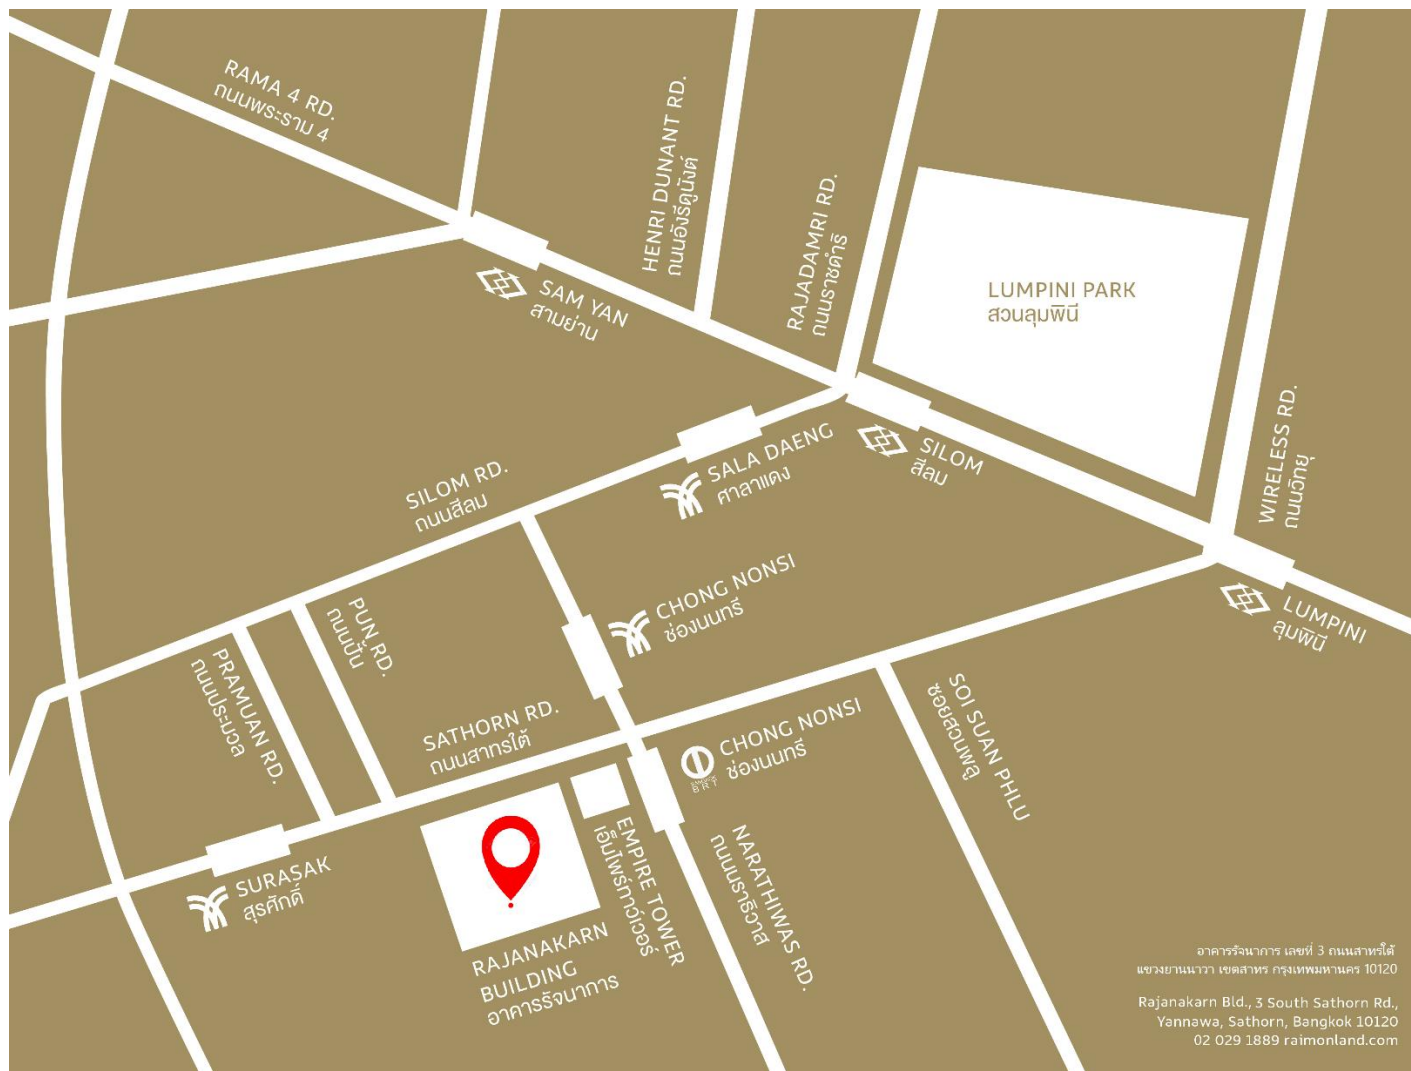 RAMA 4 RD.
ถนนพระราม 4
HENRI DUNANT RD.
ถนนอังรีดูนังต์
RAJADAMRI RD.
ถนนราชดำริ
SAM YAN
สามย่าน
LUMPINI PARK
สวนลุมพินี
WIRELESS RD.
ถนนวิทยุ
SILOM RD.
ถนนสีลม
SALA DAENG
ศาลาแดง
SILOM
สีลม
LUMPINI
ลุมพินี
CHONG NONSI
ช่องนนทรี
PUN RD.
ถนนปั้น
PRAMUAN RD.
ถนนประมวล
SATHORN RD.
ถนนสาทรใต้
CHONG NONSI
ช่องนนทรี
BRT
SOI SUAN PHLU
ซอยสวนพลู
SURASAK
สุรศักดิ์
EMPIRE TOWER
เอ็มไพร์ทาว์เวอร์
NARATHIWAS RD.
ถนนนราธิวาส
RAJANAKARN
BUILDING
อาคารรัจนาการ
อาคารรัจนาการ เลขที่ 3 ถนนสาทรใต้
แขวงยานนาวา เขตสาทร กรุงเทพมหานคร 10120
Rajanakarn Bld., 3 South Sathorn Rd.,
Yannawa, Sathorn, Bangkok 10120
02 029 1889 raimonland.com